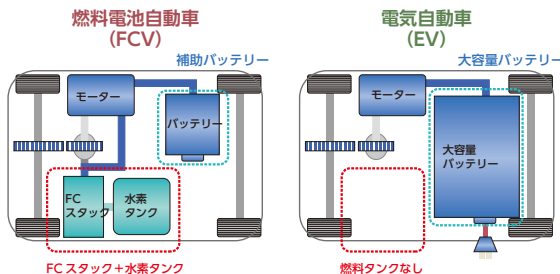 燃料電池自動車
(FCV)
補助バッテリー
モーター
バッテリー
FC
スタック
水素
タンク
FCスタック＋水素タンク
電気自動車
(EV)
大容量バッテリー
モーター
大容量
バッテリー
燃料タンクなし